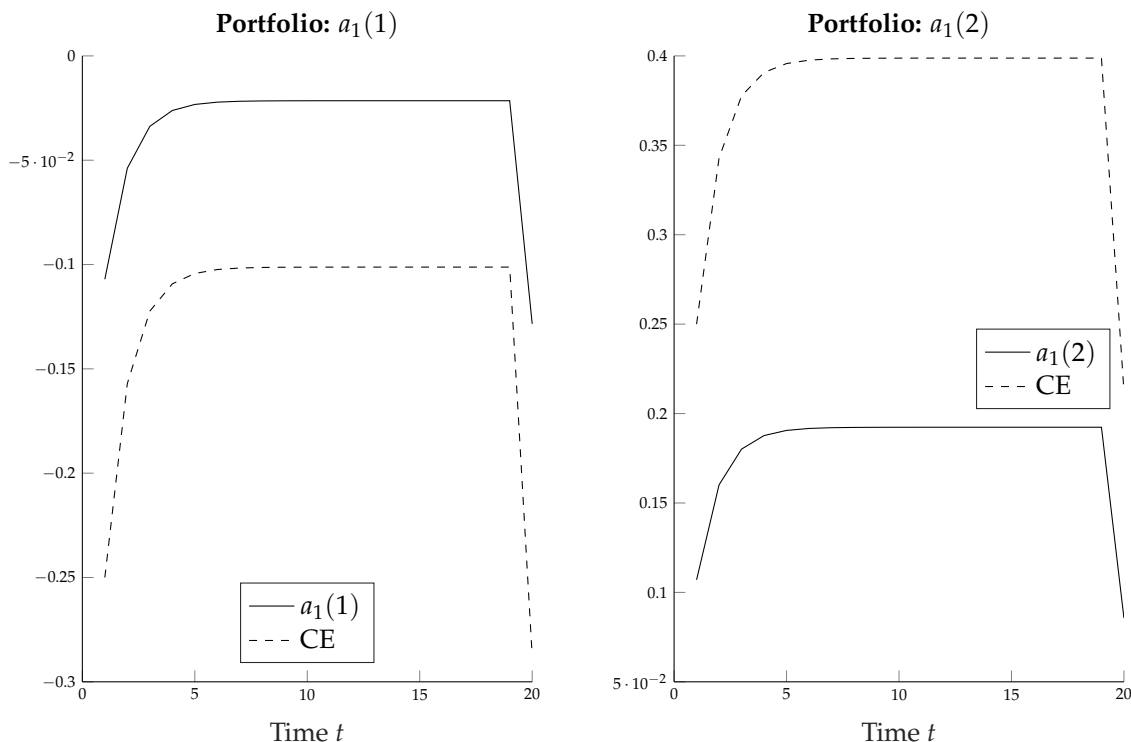 Portfolio: a₁(1)
0
−5 · 10⁻²
−0.1
−0.15
−0.2
−0.25
−0.3
0 5 10 15 20
Time t
a₁(1)
CE
Portfolio: a₁(2)
0.4
0.35
0.3
0.25
0.2
0.15
0.1
5 · 10⁻²
0 5 10 15 20
Time t
a₁(2)
CE